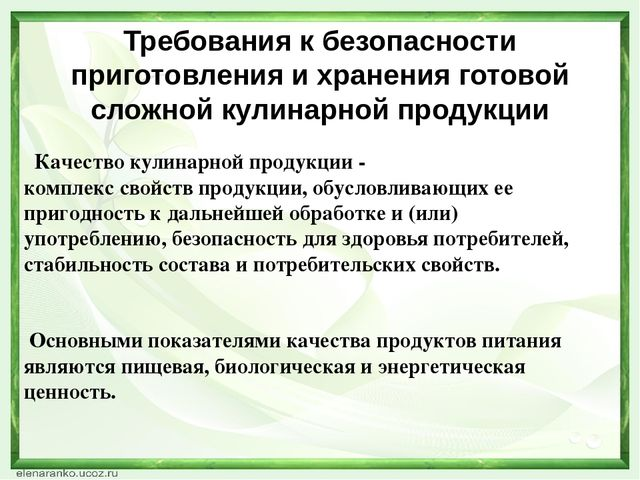 Требования к безопасности
приготовления и хранения готовой
сложной кулинарной продукции
Качество кулинарной продукции -
комплекс свойств продукции, обусловливающих ее
пригодность к дальнейшей обработке и (или)
употреблению, безопасность для здоровья потребителей,
стабильность состава и потребительских свойств.
Основными показателями качества продуктов питания
являются пищевая, биологическая и энергетическая
ценность.
elenaranko.ucoz.ru